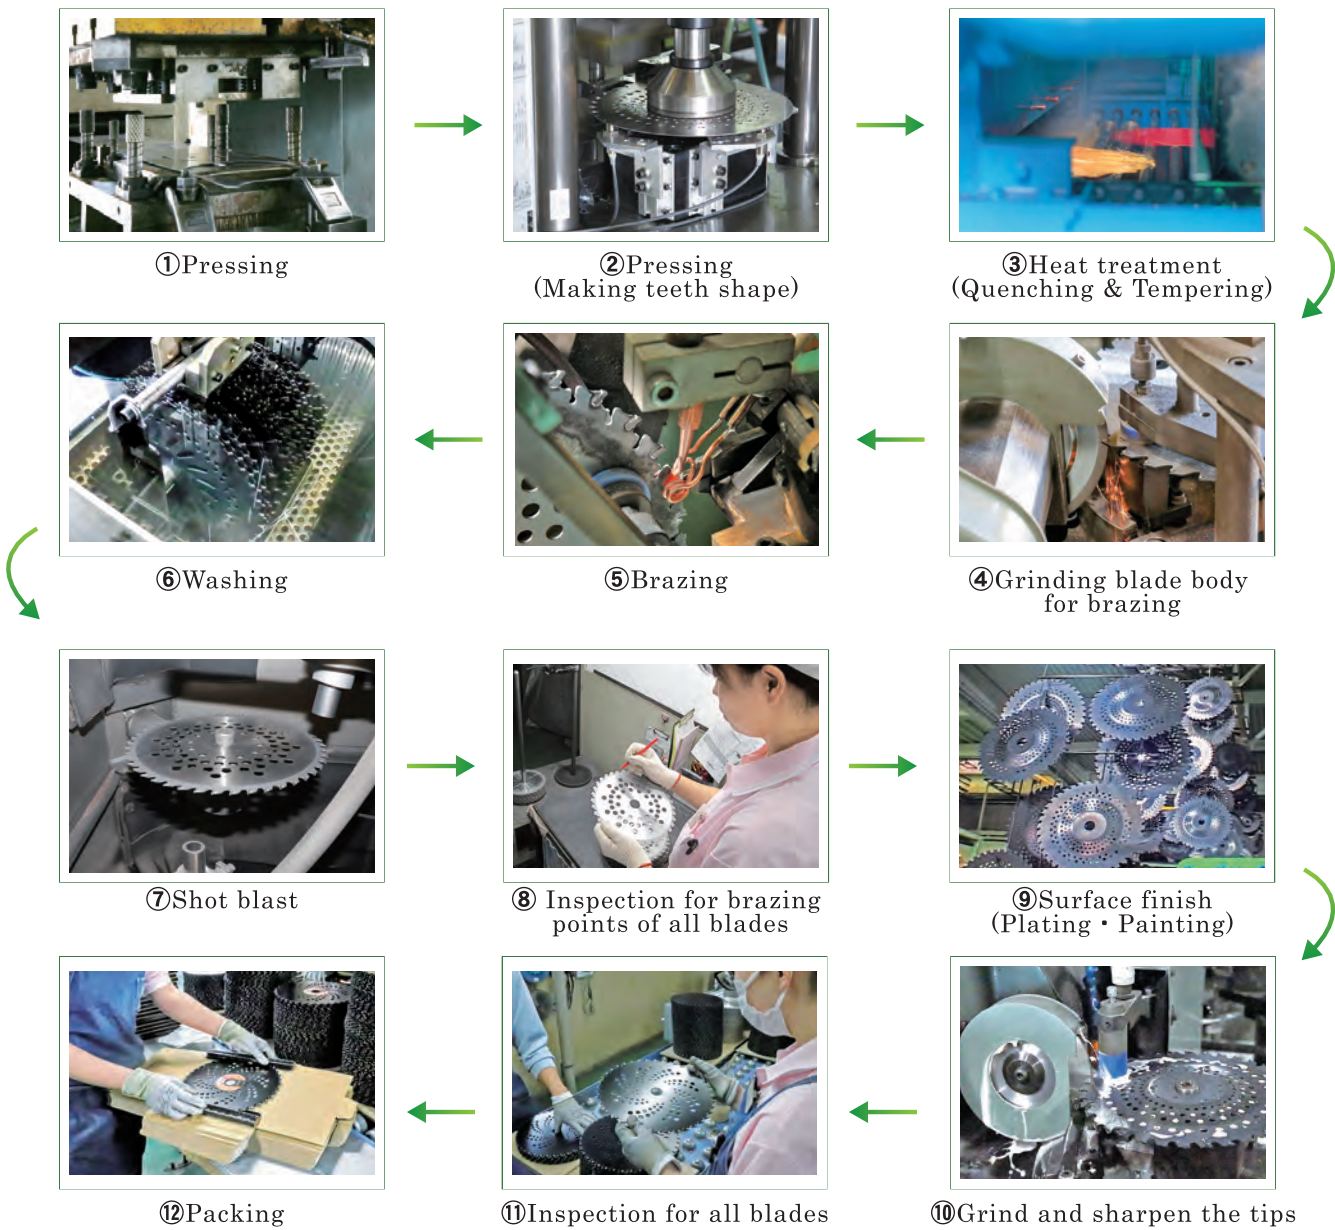 ①Pressing
②Pressing
(Making teeth shape)
③Heat treatment
(Quenching & Tempering)
④Grinding blade body
for brazing
⑤Brazing
⑥Washing
⑦Shot blast
⑧ Inspection for brazing
points of all blades
⑨Surface finish
(Plating・Painting)
⑩Grind and sharpen the tips
⑪Inspection for all blades
⑫Packing